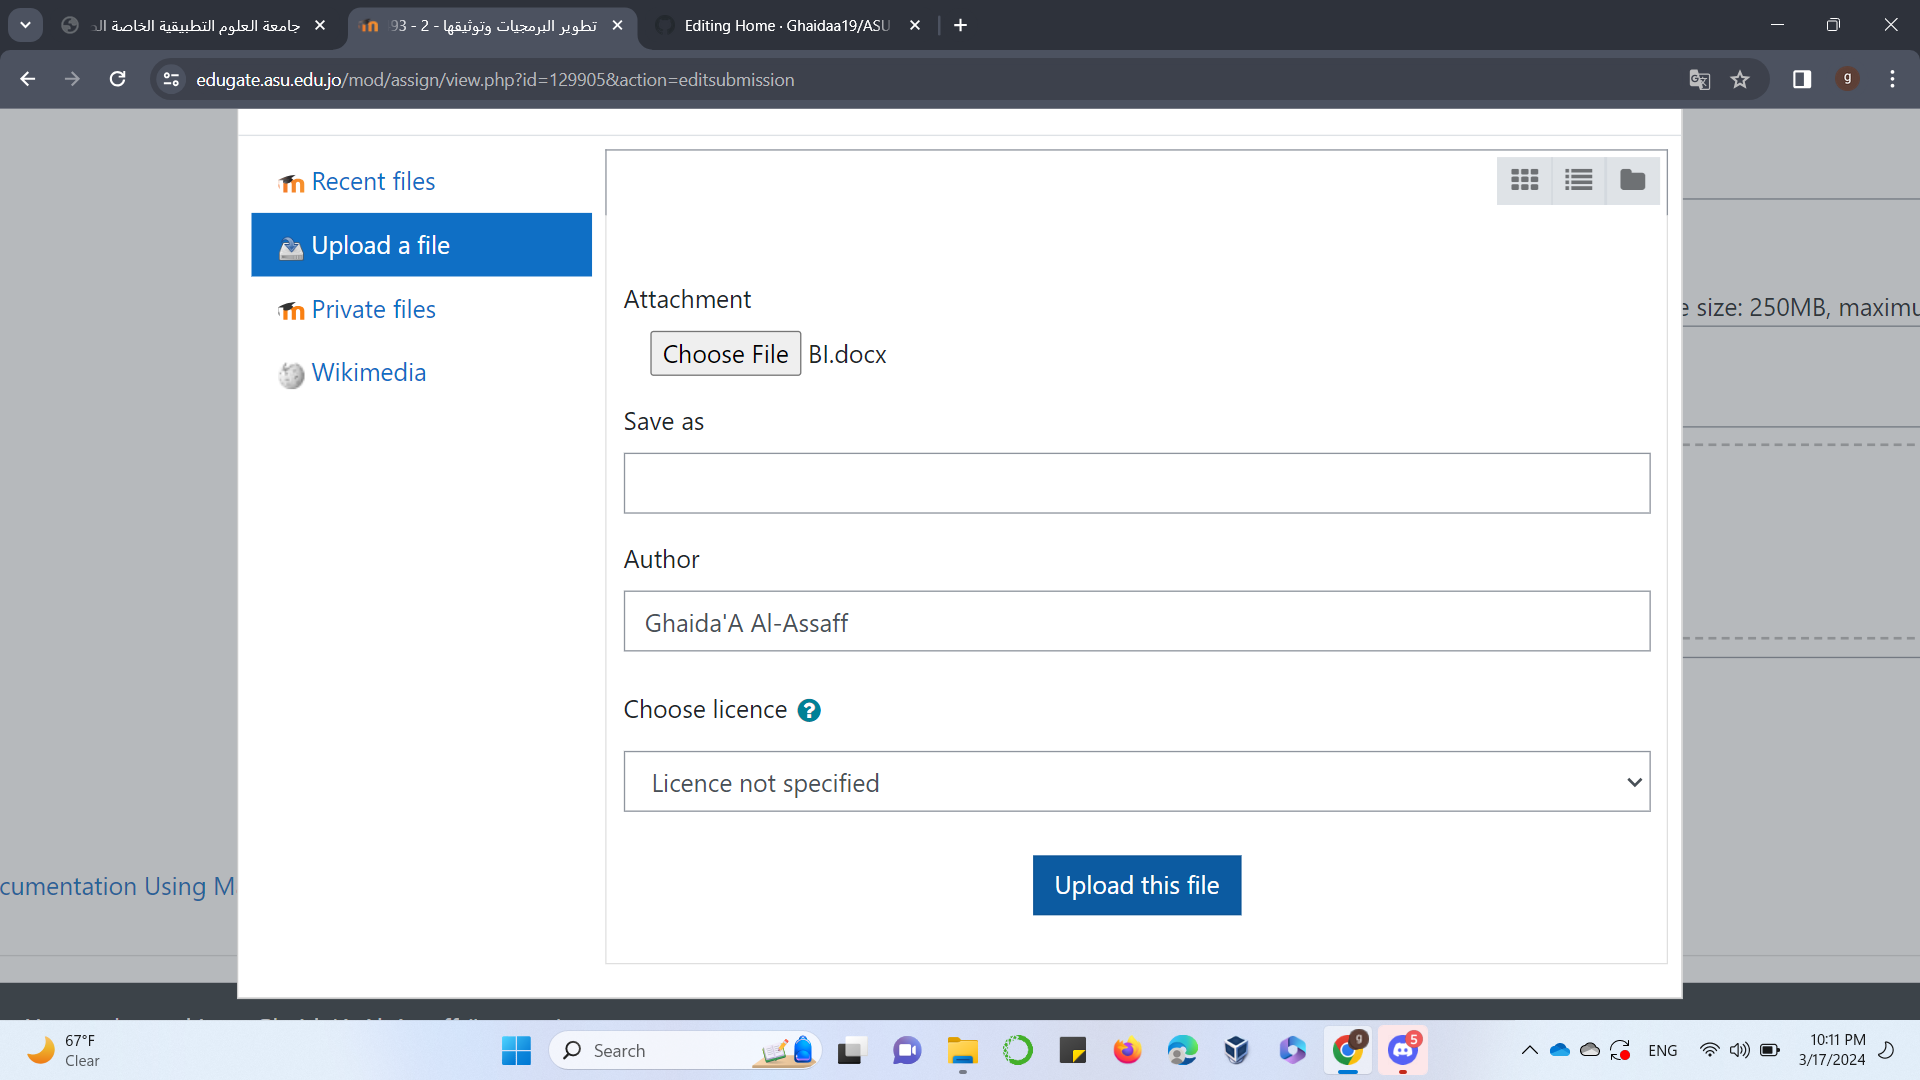 جامعة العلوم التطبيقية الخاصة
تطوير البرمجيات وتوثيقها - 2 - 93
Editing Home · Ghaidaa19/ASU
edugate.asu.edu.jo/mod/assign/view.php?id=129905&action=editsubmission
g
Recent files
Upload a file
Private files
Wikimedia
Attachment
Choose File BI.docx
Save as
Author
Ghaida'A Al-Assaff
Choose licence ?
Licence not specified
Upload this file
size: 250MB, maximu
cumentation Using M
67°F
Clear
Search
g
5
ENG
10:11 PM
3/17/2024